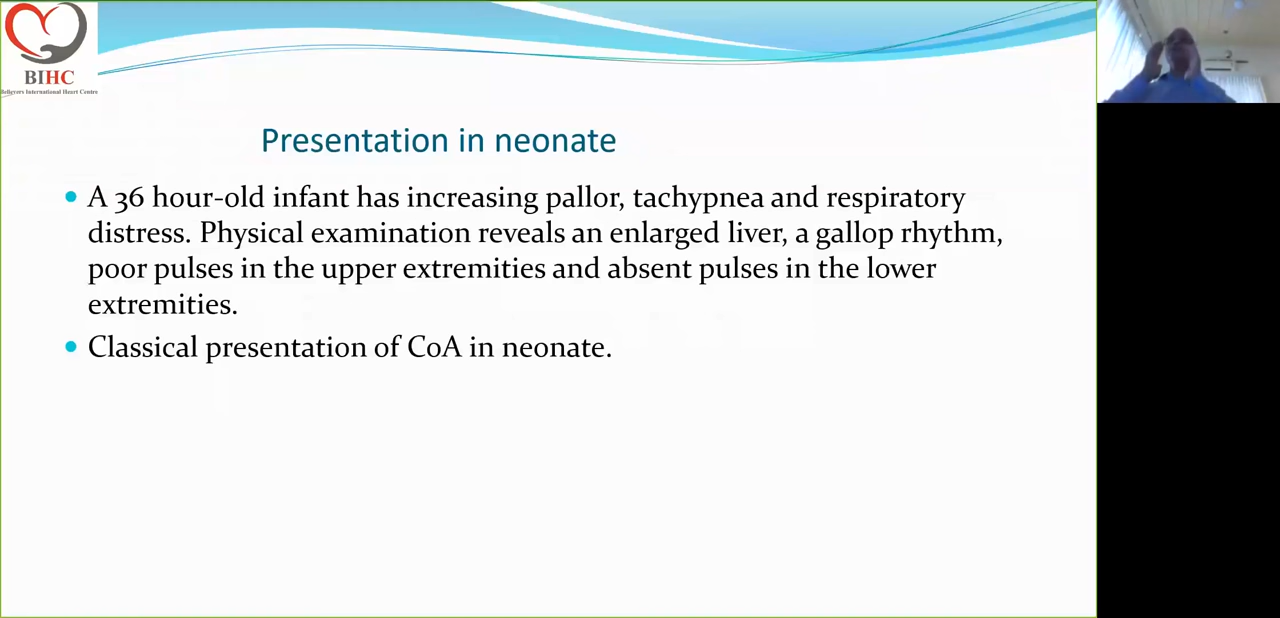 BIHC
Believers International Heart Centre
Presentation in neonate
• A 36 hour-old infant has increasing pallor, tachypnea and respiratory
distress. Physical examination reveals an enlarged liver, a gallop rhythm,
poor pulses in the upper extremities and absent pulses in the lower
extremities.
• Classical presentation of CoA in neonate.